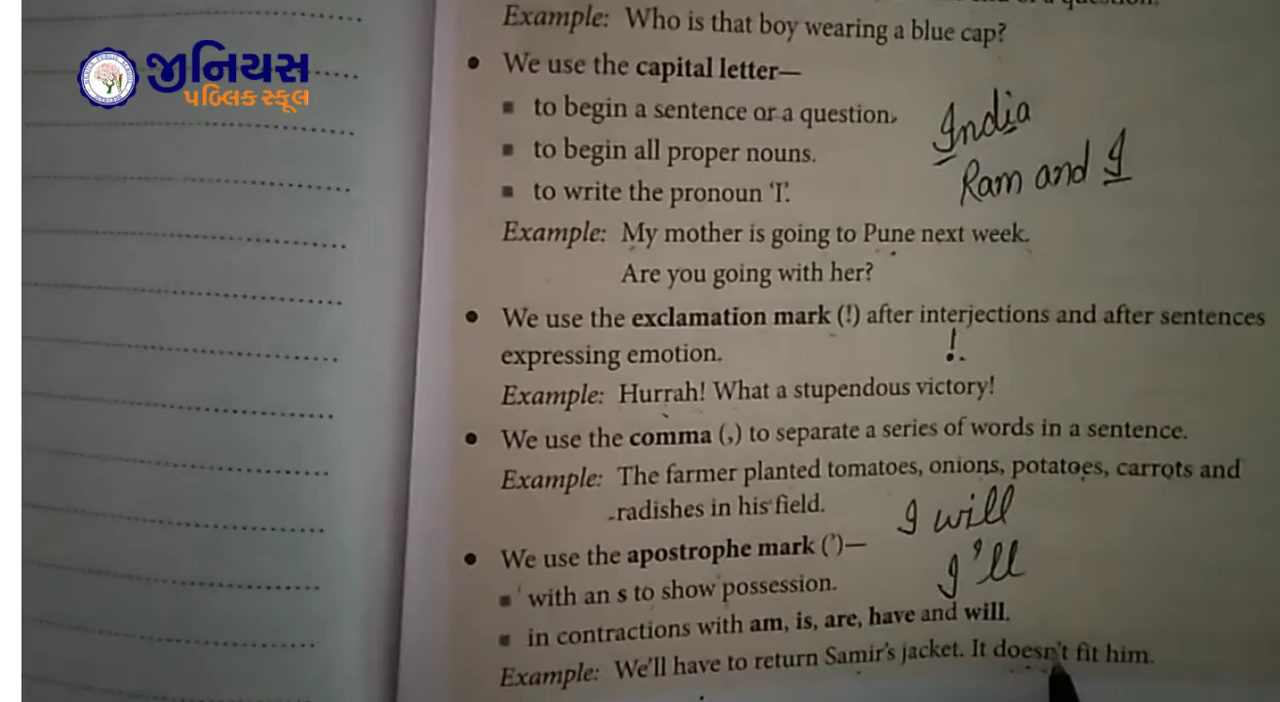 જીનિયસ
પબ્લિક સ્કૂલ
Example: Who is that boy wearing a blue cap?
• We use the capital letter—
▪ to begin a sentence or a question.
▪ to begin all proper nouns.
▪ to write the pronoun 'I'.
India
Ram and I
Example: My mother is going to Pune next week.
Are you going with her?
• We use the exclamation mark (!) after interjections and after sentences
expressing emotion.
!.
Example: Hurrah! What a stupendous victory!
• We use the comma (,) to separate a series of words in a sentence.
Example: The farmer planted tomatoes, onions, potatoes, carrots and
radishes in his field.
I will
• We use the apostrophe mark (’)—
I'll
▪ with an s to show possession.
▪ in contractions with am, is, are, have and will.
Example: We’ll have to return Samir’s jacket. It doesn’t fit him.